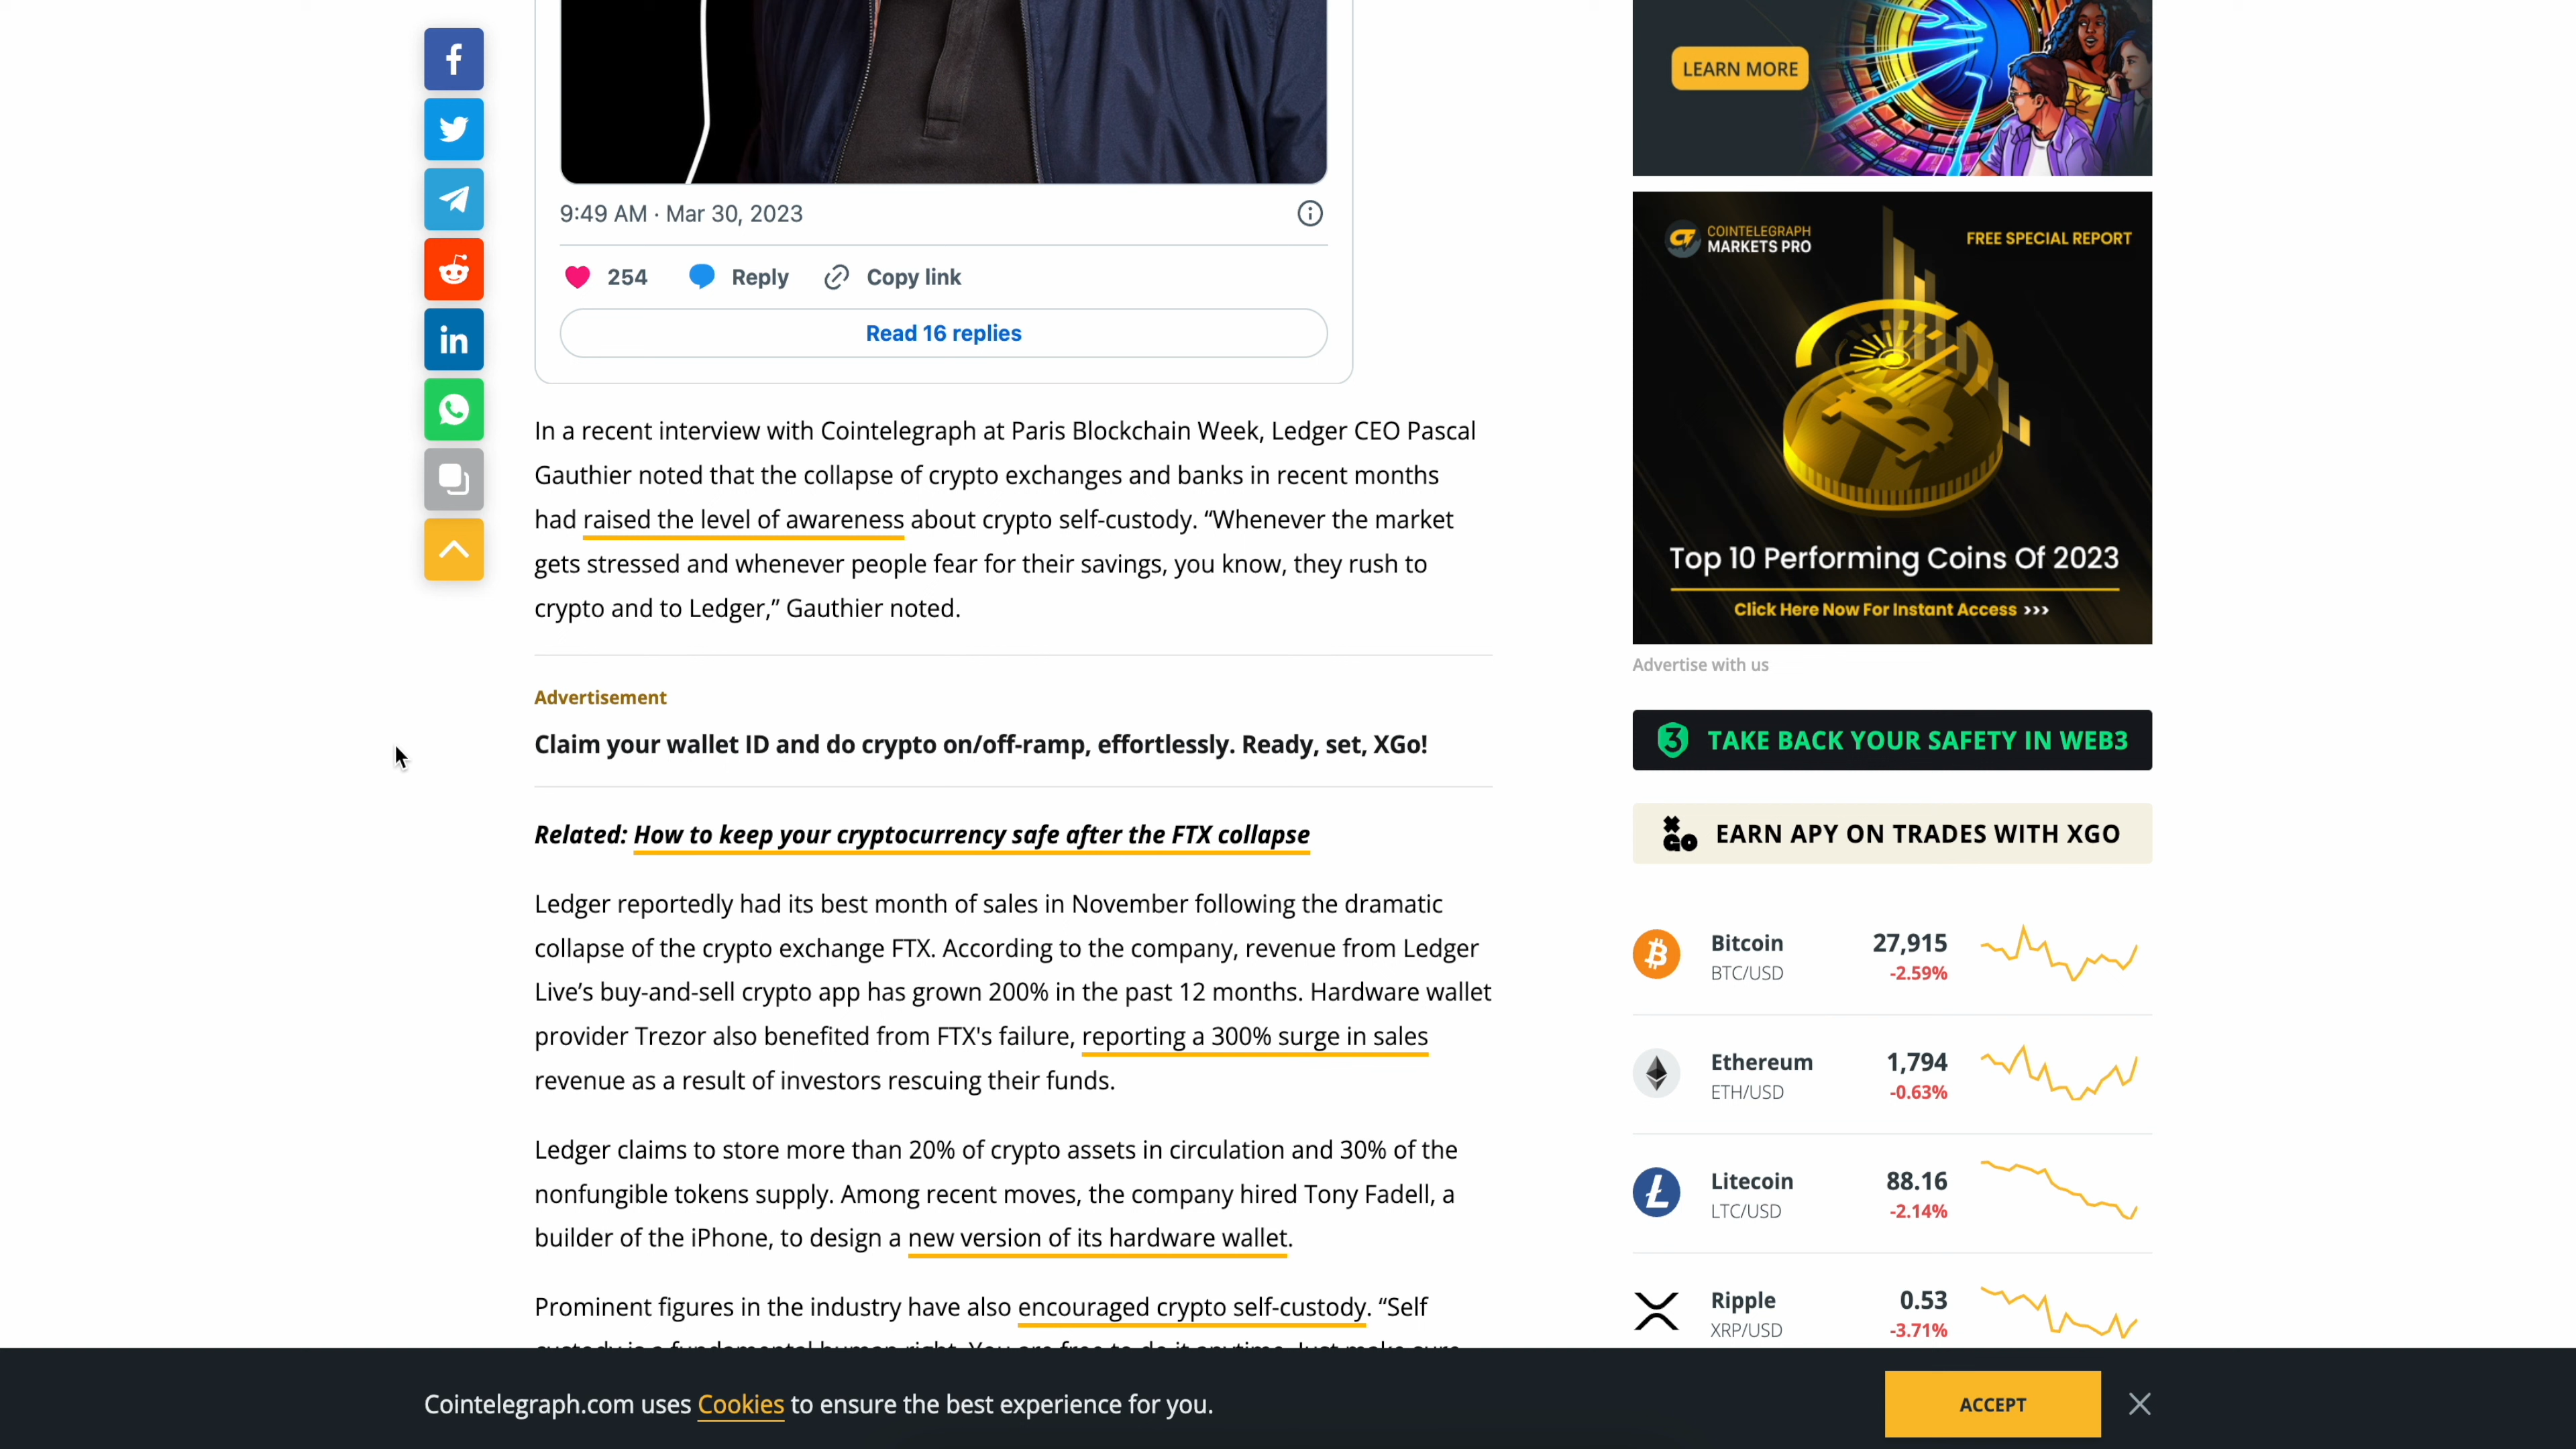 9:49 AM · Mar 30, 2023
254 Reply Copy link
Read 16 replies
In a recent interview with Cointelegraph at Paris Blockchain Week, Ledger CEO Pascal
Gauthier noted that the collapse of crypto exchanges and banks in recent months
had raised the level of awareness about crypto self-custody. “Whenever the market
gets stressed and whenever people fear for their savings, you know, they rush to
crypto and to Ledger,” Gauthier noted.
Advertisement
Claim your wallet ID and do crypto on/off-ramp, effortlessly. Ready, set, XGo!
Related: How to keep your cryptocurrency safe after the FTX collapse
Ledger reportedly had its best month of sales in November following the dramatic
collapse of the crypto exchange FTX. According to the company, revenue from Ledger
Live’s buy-and-sell crypto app has grown 200% in the past 12 months. Hardware wallet
provider Trezor also benefited from FTX's failure, reporting a 300% surge in sales
revenue as a result of investors rescuing their funds.
Ledger claims to store more than 20% of crypto assets in circulation and 30% of the
nonfungible tokens supply. Among recent moves, the company hired Tony Fadell, a
builder of the iPhone, to design a new version of its hardware wallet.
Prominent figures in the industry have also encouraged crypto self-custody. “Self
LEARN MORE
COINTELEGRAPH
MARKETS PRO
FREE SPECIAL REPORT
Top 10 Performing Coins Of 2023
Click Here Now For Instant Access >>>
Advertise with us
TAKE BACK YOUR SAFETY IN WEB3
XGO EARN APY ON TRADES WITH XGO
Bitcoin 27,915
BTC/USD -2.59%
Ethereum 1,794
ETH/USD -0.63%
Litecoin 88.16
LTC/USD -2.14%
Ripple 0.53
XRP/USD -3.71%
Cointelegraph.com uses Cookies to ensure the best experience for you.
ACCEPT